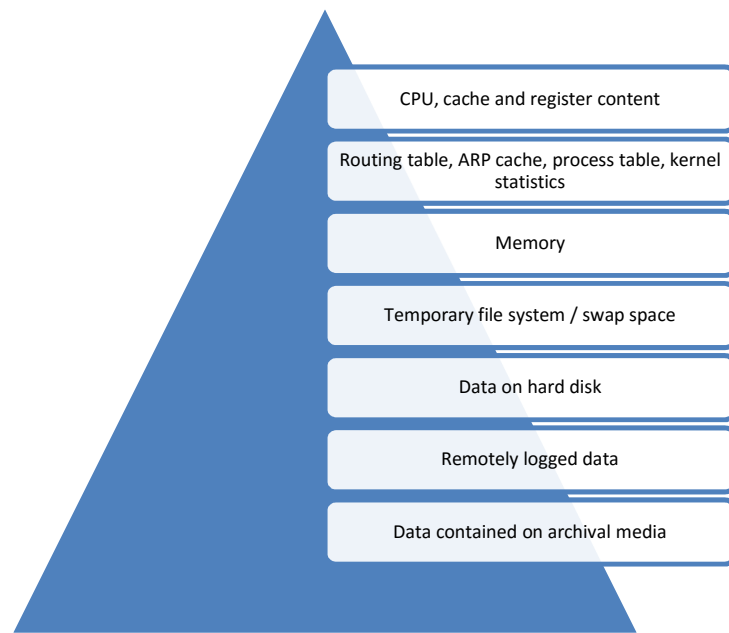 CPU, cache and register content
Routing table, ARP cache, process table, kernel
statistics
Memory
Temporary file system / swap space
Data on hard disk
Remotely logged data
Data contained on archival media